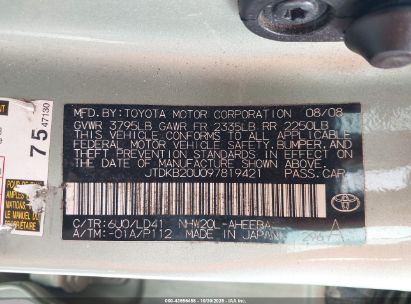 MFD. BY: TOYOTA MOTOR CORPORATION 08/08
GVWR 3795LB GAWR FR 2335LB RR 2250LB
THIS VEHICLE CONFORMS TO ALL APPLICABLE
FEDERAL MOTOR VEHICLE SAFETY, BUMPER, AND
THEFT PREVENTION STANDARDS IN EFFECT ON
THE DATE OF MANUFACTURE SHOWN ABOVE.
JTDKB20U097819421 PASS.CAR
C/TR: 6U0/LD41 NHW20L-AHEEBA
A/TM: -01A/P112 MADE IN JAPAN
A
TOYOTA
75 47130